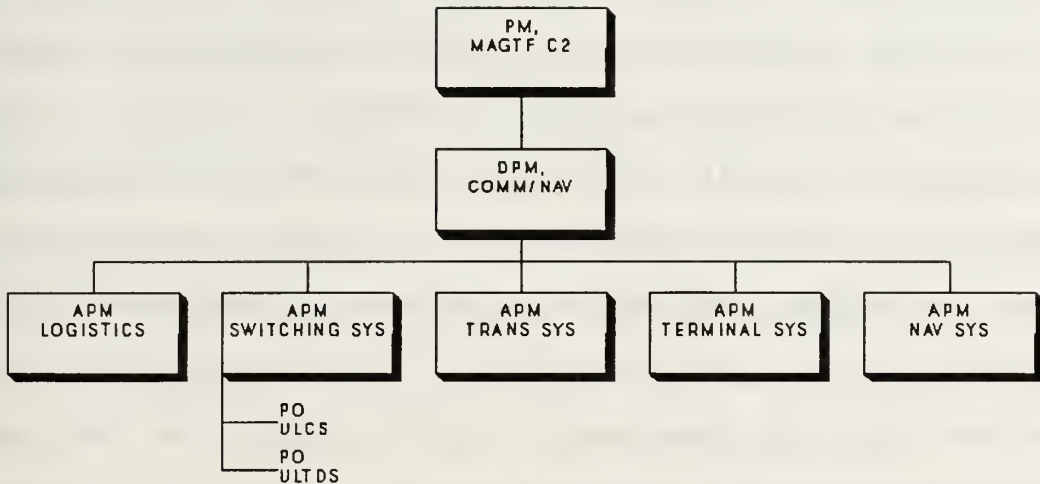 PM,
MAGTF C2
DPM,
COMM/NAV
APM
LOGISTICS
APM
SWITCHING SYS
APM
TRANS SYS
APM
TERMINAL SYS
APM
NAV SYS
PO
ULCS
PO
ULTDS